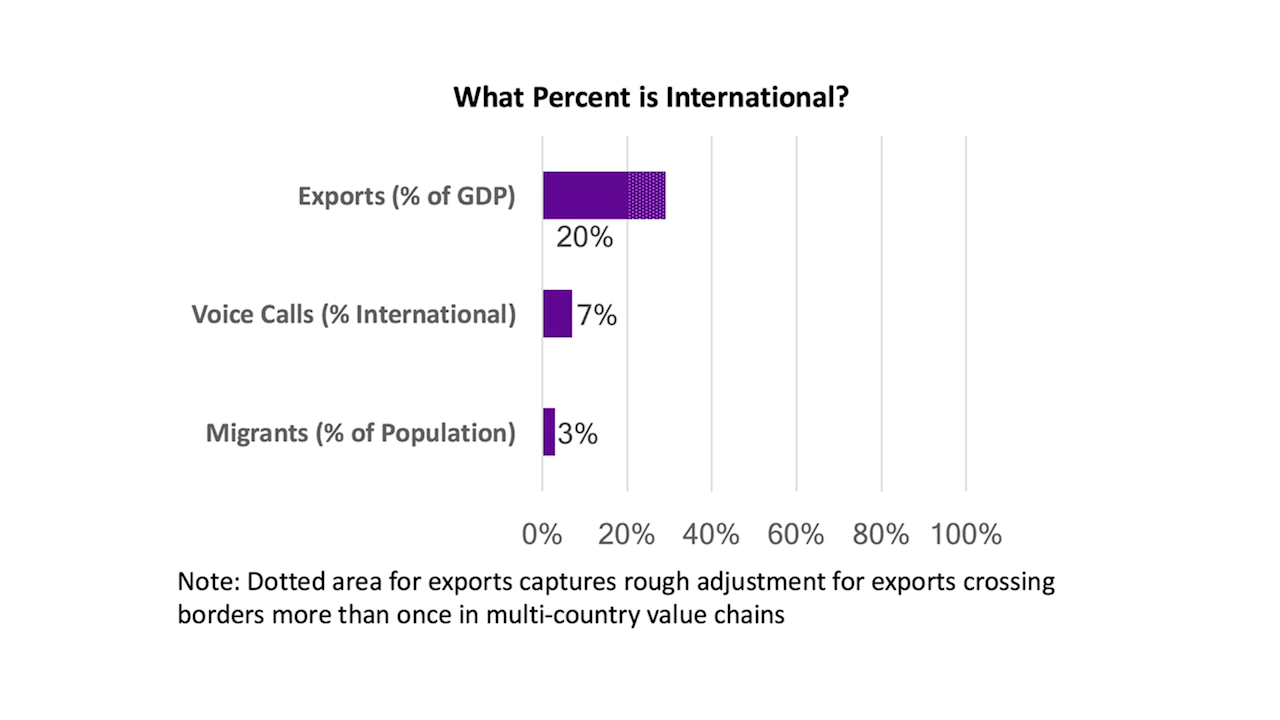 What Percent is International?
Exports (% of GDP)
20%
Voice Calls (% International)
7%
Migrants (% of Population)
3%
0% 20% 40% 60% 80% 100%
Note: Dotted area for exports captures rough adjustment for exports crossing
borders more than once in multi-country value chains